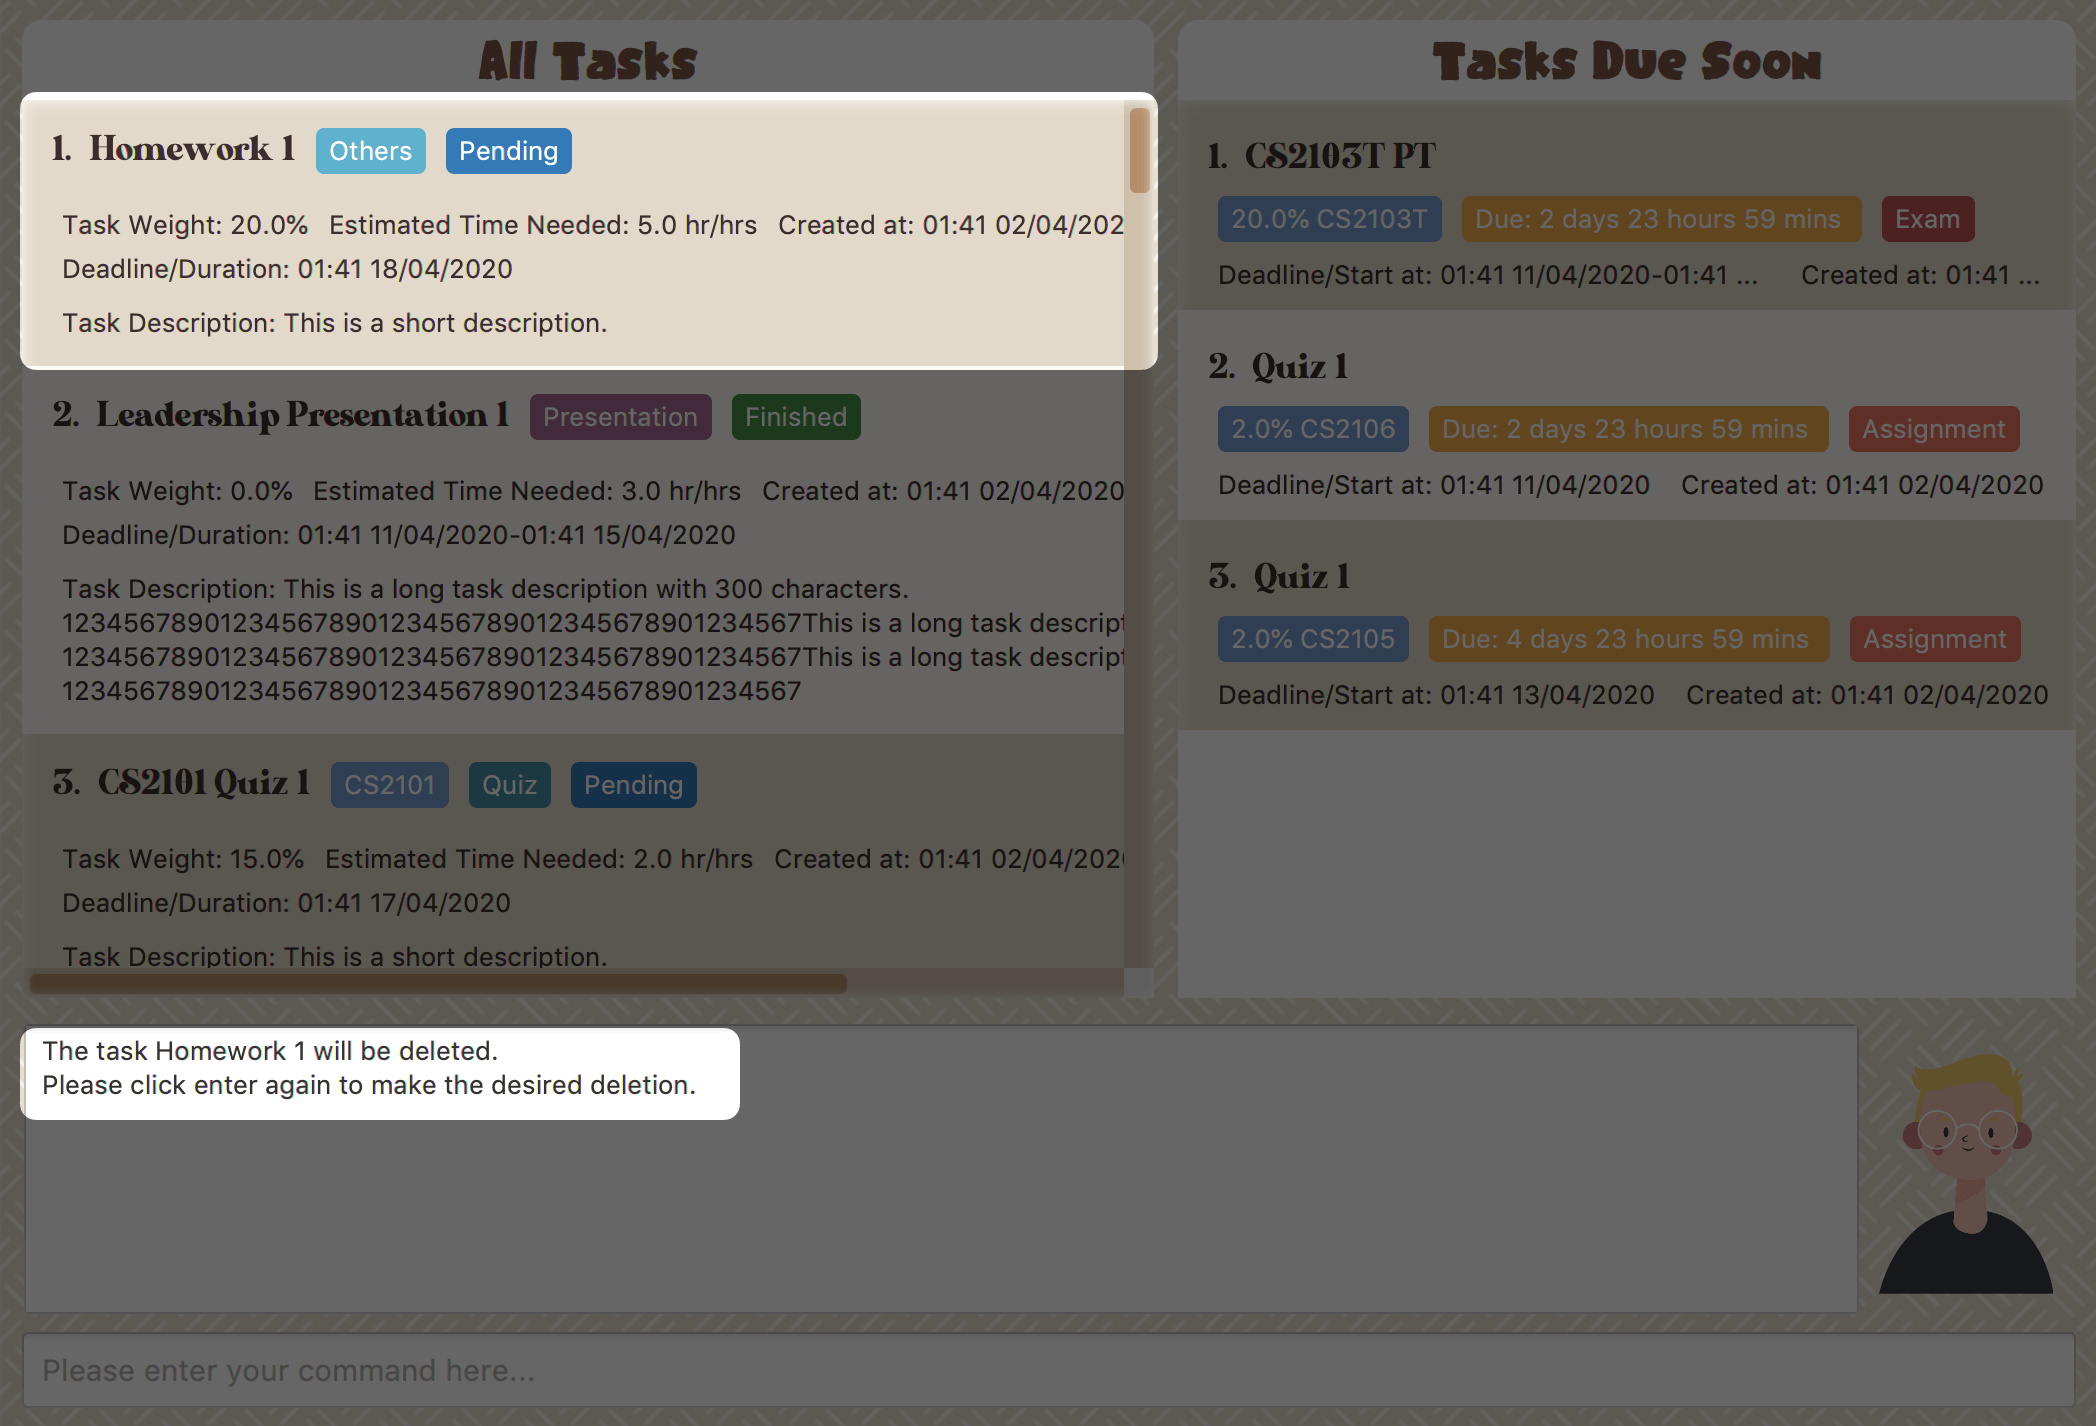 All Tasks
1. Homework 1 Others Pending
Task Weight: 20.0% Estimated Time Needed: 5.0 hr/hrs Created at: 01:41 02/04/202
Deadline/Duration: 01:41 18/04/2020
Task Description: This is a short description.
2. Leadership Presentation 1 Presentation Finished
Task Weight: 0.0% Estimated Time Needed: 3.0 hr/hrs Created at: 01:41 02/04/2020
Deadline/Duration: 01:41 11/04/2020-01:41 15/04/2020
Task Description: This is a long task description with 300 characters.
12345678901234567890123456789012345678901234567This is a long task descript
12345678901234567890123456789012345678901234567This is a long task descript
12345678901234567890123456789012345678901234567
3. CS2101 Quiz 1 CS2101 Quiz Pending
Task Weight: 15.0% Estimated Time Needed: 2.0 hr/hrs Created at: 01:41 02/04/202
Deadline/Duration: 01:41 17/04/2020
Task Description: This is a short description.
Tasks Due Soon
1. CS2103T PT
20.0% CS2103T Due: 2 days 23 hours 59 mins Exam
Deadline/Start at: 01:41 11/04/2020-01:41 ... Created at: 01:41 ...
2. Quiz 1
2.0% CS2106 Due: 2 days 23 hours 59 mins Assignment
Deadline/Start at: 01:41 11/04/2020 Created at: 01:41 02/04/2020
3. Quiz 1
2.0% CS2105 Due: 4 days 23 hours 59 mins Assignment
Deadline/Start at: 01:41 13/04/2020 Created at: 01:41 02/04/2020
The task Homework 1 will be deleted.
Please click enter again to make the desired deletion.
Please enter your command here...